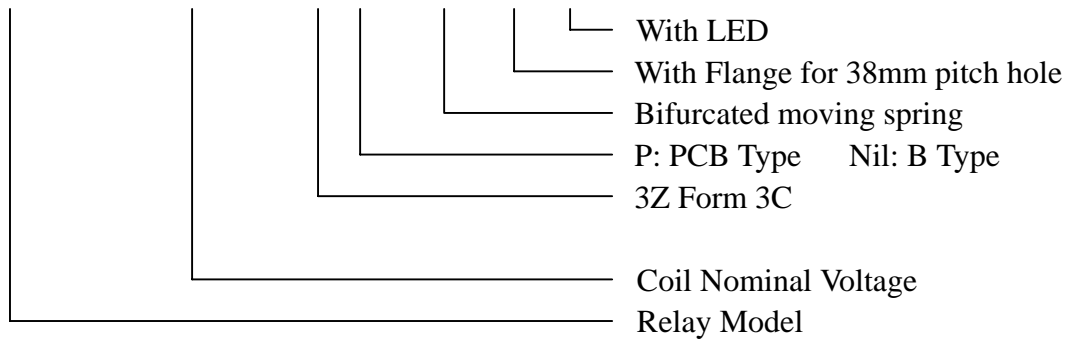 With LED
With Flange for 38mm pitch hole
Bifurcated moving spring
P: PCB Type Nil: B Type
3Z Form 3C
Coil Nominal Voltage
Relay Model